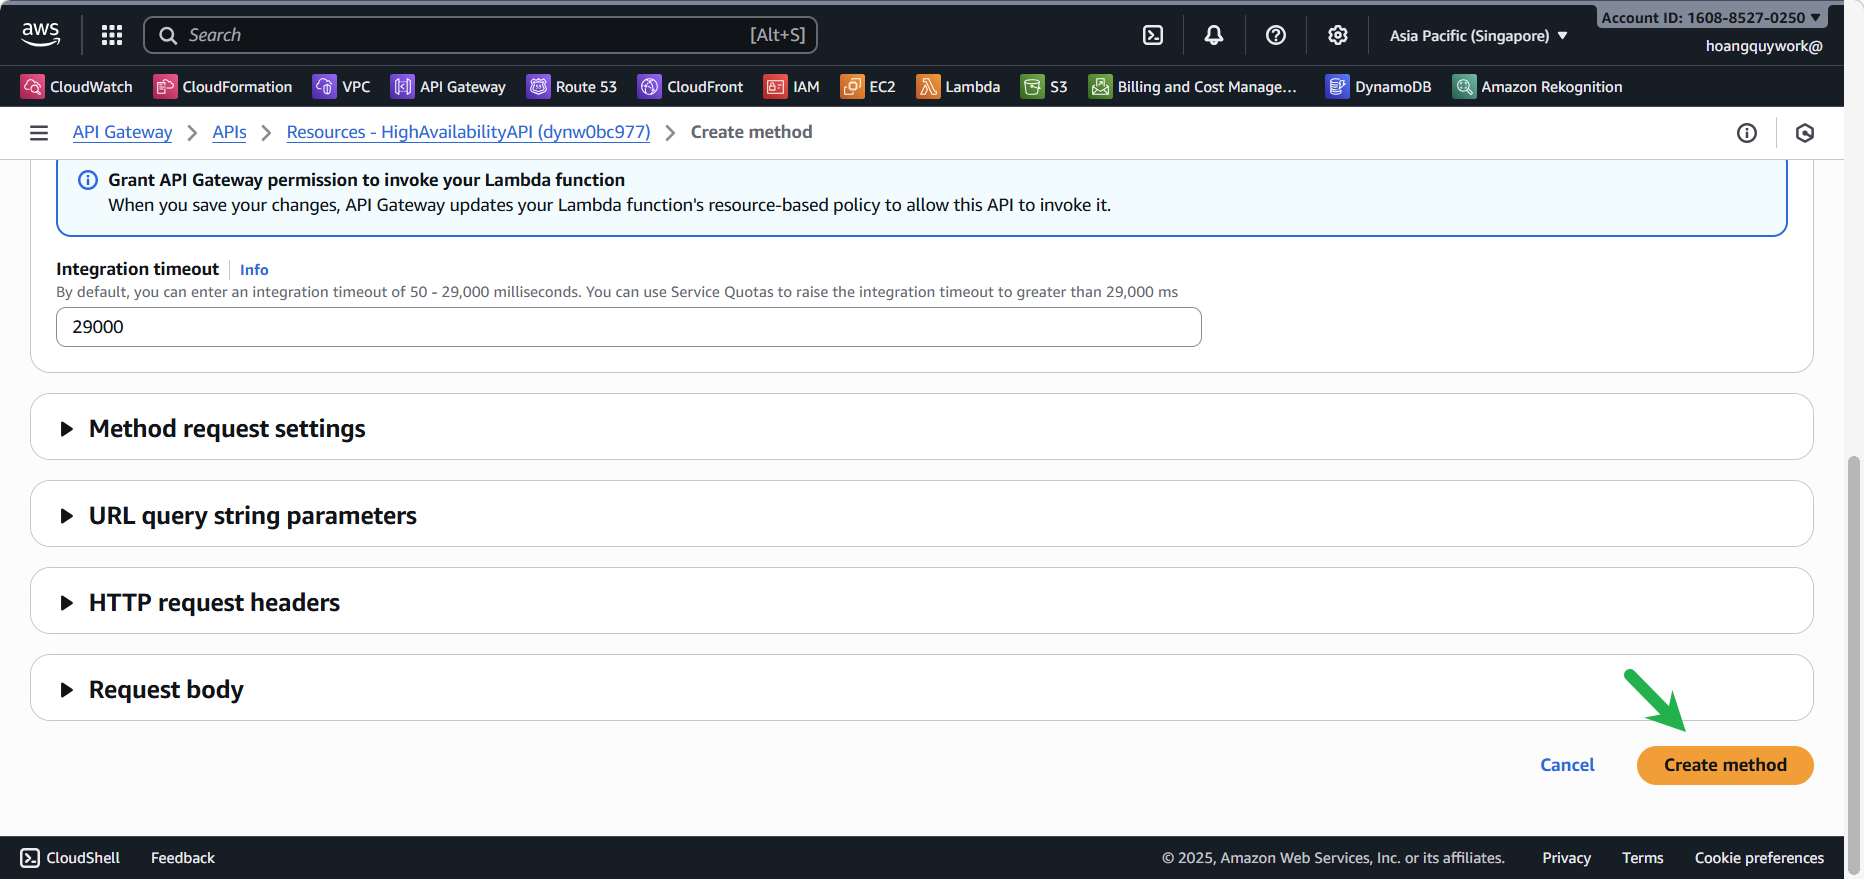 aws
Search [Alt+S]
Asia Pacific (Singapore)
Account ID: 1608-8527-0250
hoangquywork@
CloudWatch CloudFormation VPC API Gateway Route 53 CloudFront IAM EC2 Lambda S3 Billing and Cost Manage... DynamoDB Amazon Rekognition
API Gateway APIs Resources - HighAvailabilityAPI (dynw0bc977) Create method
Grant API Gateway permission to invoke your Lambda function
When you save your changes, API Gateway updates your Lambda function's resource-based policy to allow this API to invoke it.
Integration timeout Info
By default, you can enter an integration timeout of 50 - 29,000 milliseconds. You can use Service Quotas to raise the integration timeout to greater than 29,000 ms
29000
Method request settings
URL query string parameters
HTTP request headers
Request body
Cancel Create method
CloudShell Feedback © 2025, Amazon Web Services, Inc. or its affiliates. Privacy Terms Cookie preferences